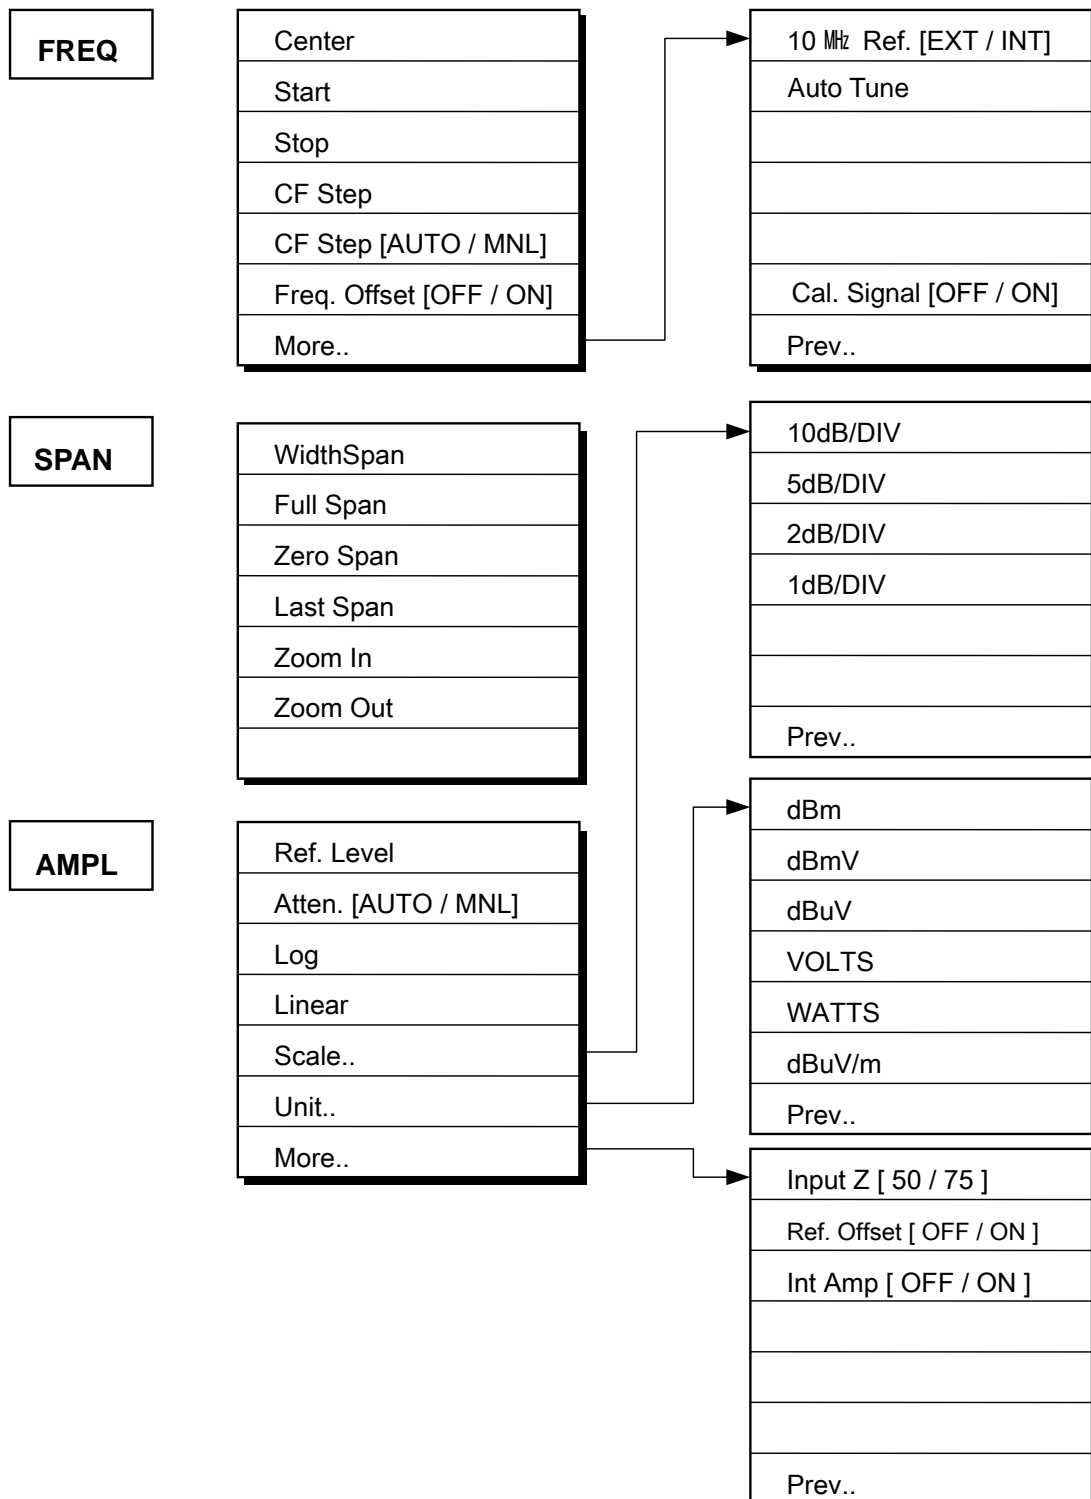 FREQ
Center
Start
Stop
CF Step
CF Step [AUTO / MNL]
Freq. Offset [OFF / ON]
More..
10 ㎒ Ref. [EXT / INT]
Auto Tune
Cal. Signal [OFF / ON]
Prev..
SPAN
WidthSpan
Full Span
Zero Span
Last Span
Zoom In
Zoom Out
10dB/DIV
5dB/DIV
2dB/DIV
1dB/DIV
Prev..
AMPL
Ref. Level
Atten. [AUTO / MNL]
Log
Linear
Scale..
Unit..
More..
dBm
dBmV
dBuV
VOLTS
WATTS
dBuV/m
Prev..
Input Z [ 50 / 75 ]
Ref. Offset [ OFF / ON ]
Int Amp [ OFF / ON ]
Prev..